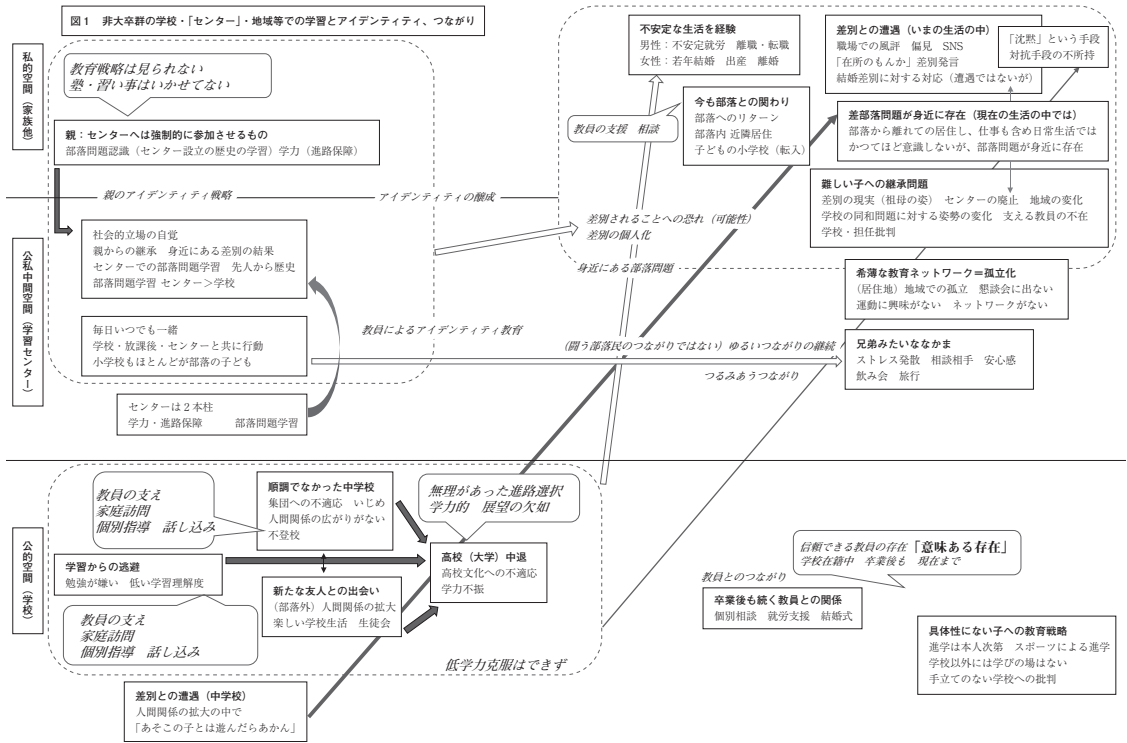 図1　非大卒群の学校・「センター」・地域等での学習とアイデンティティ、つながり
私的空間（家族他）
教育戦略は見られない
塾・習い事はいかせてない
親：センターへは強制的に参加させるもの
部落問題認識（センター設立の歴史の学習）学力（進路保障）
親のアイデンティティ戦略
アイデンティティの醸成
不安定な生活を経験
男性：不安定就労　離職・転職
女性：若年結婚　出産　離婚
差別との遭遇（いまの生活の中）
職場での風評　偏見　SNS
「在所のもんか」差別発言
結婚差別に対する対応（遭遇ではないが）
「沈黙」という手段
対抗手段の不所持
教員の支援　相談
今も部落との関わり
部落へのリターン
部落内 近隣居住
子どもの小学校（転入）
差部落問題が身近に存在（現在の生活の中では）
部落から離れての居住し、仕事も含め日常生活では
かつてほど意識しないが、部落問題が身近に存在
難しい子への継承問題
差別の現実（祖母の姿）　センターの廃止　地域の変化
学校の同和問題に対する姿勢の変化　支える教員の不在
学校・担任批判
差別されることへの恐れ（可能性）
差別の個人化
身近にある部落問題
公私中間空間（学習センター）
社会的立場の自覚
親からの継承　身近にある差別の結果
センターでの部落問題学習　先人から歴史
部落問題学習 センター＞学校
毎日いつでも一緒
学校・放課後・センターと共に行動
小学校もほとんどが部落の子ども
センターは2本柱
学力・進路保障　　部落問題学習
教員によるアイデンティティ教育
（闘う部落民のつながりではない）ゆるいつながりの継続
つるみあうつながり
希薄な教育ネットワーク＝孤立化
（居住地）地域での孤立　懇談会に出ない
運動に興味がない　ネットワークがない
兄弟みたいななかま
ストレス発散　相談相手　安心感
飲み会　旅行
公的空間（学校）
教員の支え
家庭訪問
個別指導　話し込み
順調でなかった中学校
集団への不適応　いじめ
人間関係の広がりがない
不登校
無理があった進路選択
学力的　展望の欠如
学習からの逃避
勉強が嫌い　低い学習理解度
新たな友人との出会い
（部落外）人間関係の拡大
楽しい学校生活　生徒会
高校（大学）中退
高校文化への不適応
学力不振
教員の支え
家庭訪問
個別指導　話し込み
低学力克服はできず
差別との遭遇（中学校）
人間関係の拡大の中で
「あそこの子とは遊んだらあかん」
信頼できる教員の存在「意味ある存在」
学校在籍中　卒業後も　現在まで
教員とのつながり
卒業後も続く教員との関係
個別相談　就労支援　結婚式
具体性にない子への教育戦略
進学は本人次第　スポーツによる進学
学校以外には学びの場はない
手立てのない学校への批判